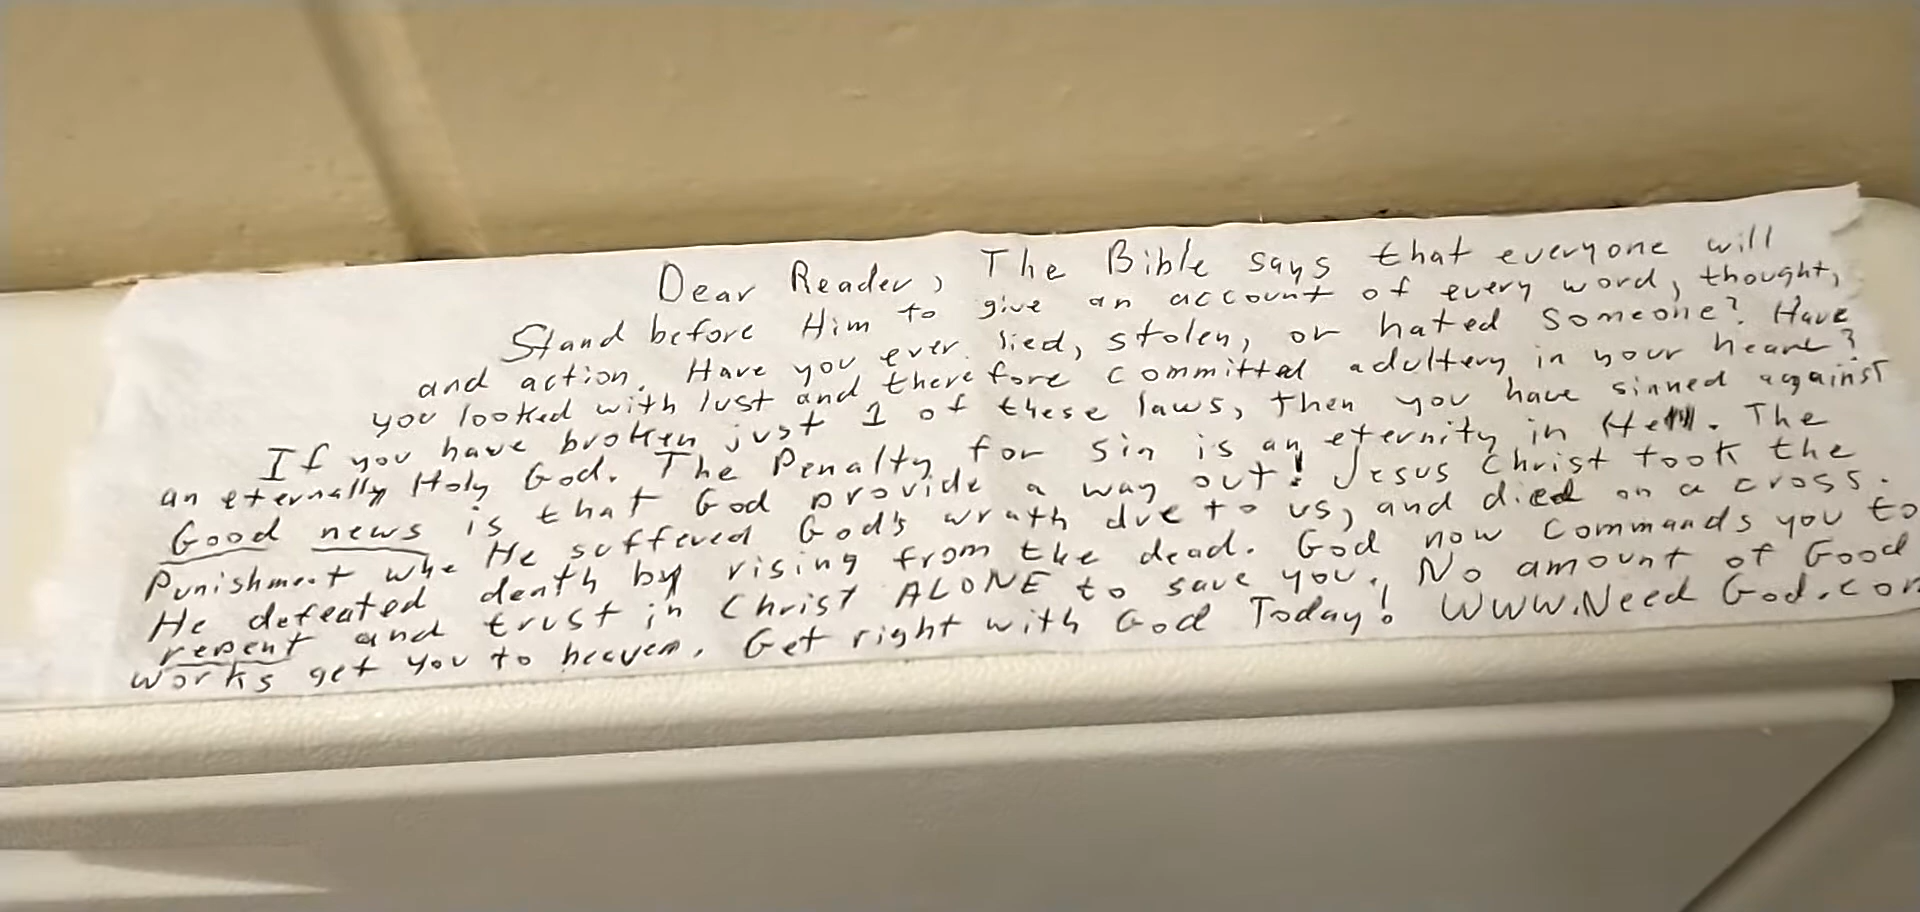 Dear Reader, The Bible says that everyone will
Stand before Him to give an account of every word, thought,
and action. Have you ever lied, stolen, or hated someone? Have
you looked with lust and therefore committed adultery in your heart?
If you have broken just 1 of these laws, then you have sinned against
an eternally Holy God. The Penalty for sin is an eternity in Hell. The
Good news is that God provide a way out! Jesus Christ took the
Punishment whe He suffered God's wrath due to us, and died on a cross.
He defeated death by rising from the dead. God now commands you to
repent and trust in Christ ALONE to save you. No amount of Good
works get you to heaven. Get right with God Today! WWW.Need God.com